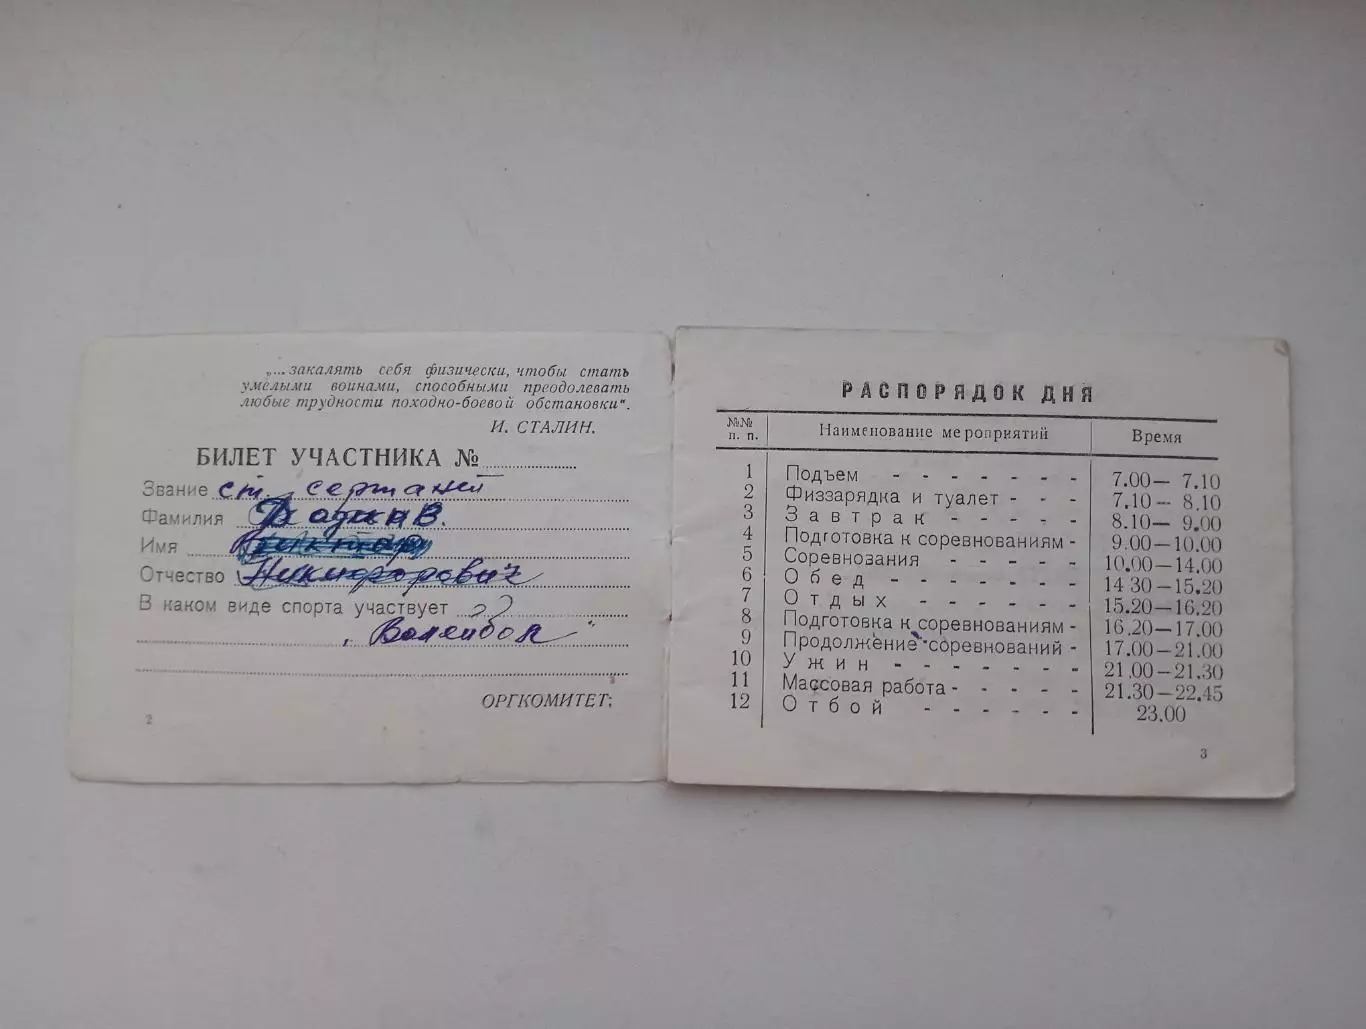 „...закалять себя физически, чтобы стать
умелыми воинами, способными преодолевать
любые трудности походно-боевой обстановки".
И. СТАЛИН.
БИЛЕТ УЧАСТНИКА №
Звание ст. сержант
Фамилия
Имя Виктор
Отчество Никифорович
В каком виде спорта участвует
„Волейбол"
ОРГКОМИТЕТ:
2
РАСПОРЯДОК ДНЯ
№№ п. п. Наименование мероприятий Время
1 Подъем - - - - - - - 7.00— 7.10
2 Физзарядка и туалет - - - 7.10— 8.10
3 Завтрак - - - - - - 8.10— 9.00
4 Подготовка к соревнованиям - 9.00—10.00
5 Соревнозания - - - - - 10.00—14.00
6 Обед - - - - - - - 14 30—15.20
7 Отдых - - - - - - 15.20—16.20
8 Подготовка к соревнованиям - 16.20—17.00
9 Продолжение соревнований - 17.00—21.00
10 Ужин - - - - - - - 21.00—21.30
11 Массовая работа - - - - - 21.30—22.45
12 Отбой - - - - - - 23.00
3